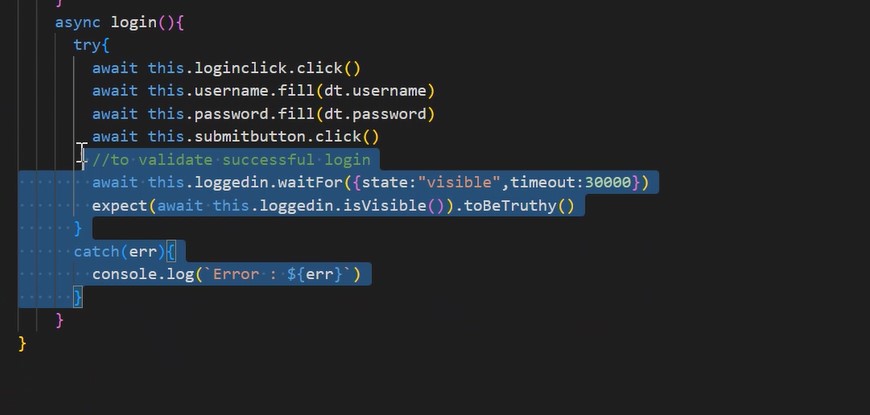 }
async login(){
try{
await this.loginclick.click()
await this.username.fill(dt.username)
await this.password.fill(dt.password)
await this.submitbutton.click()
//to validate successful login
await this.loggedin.waitFor({state:"visible",timeout:30000})
expect(await this.loggedin.isVisible()).toBeTruthy()
}
catch(err){
console.log(`Error : ${err}`)
}
}
}